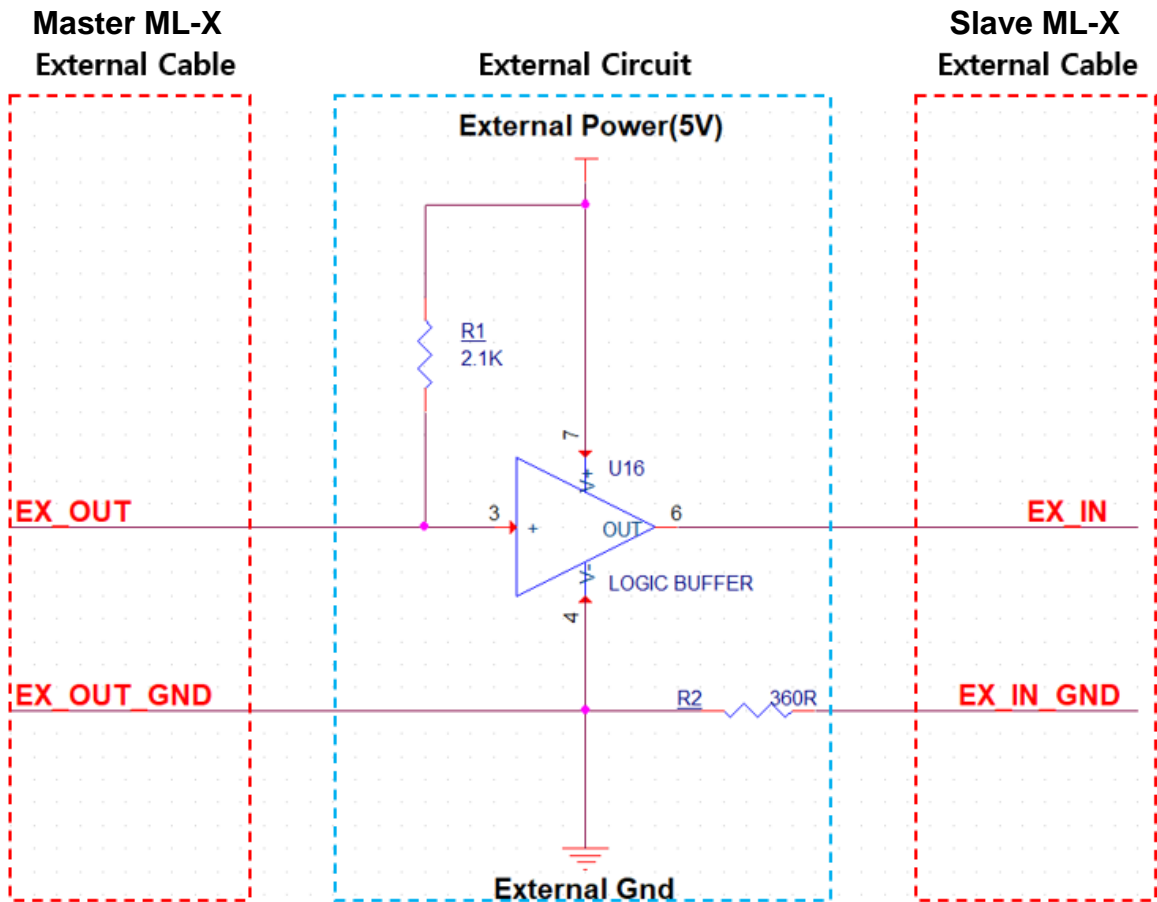 Master ML-X
External Cable
External Circuit
Slave ML-X
External Cable
External Power(5V)
R1
2.1K
7
V+
U16
EX_OUT
3
+
OUT
6
EX_IN
V-
LOGIC BUFFER
4
EX_OUT_GND
R2
360R
EX_IN_GND
External Gnd